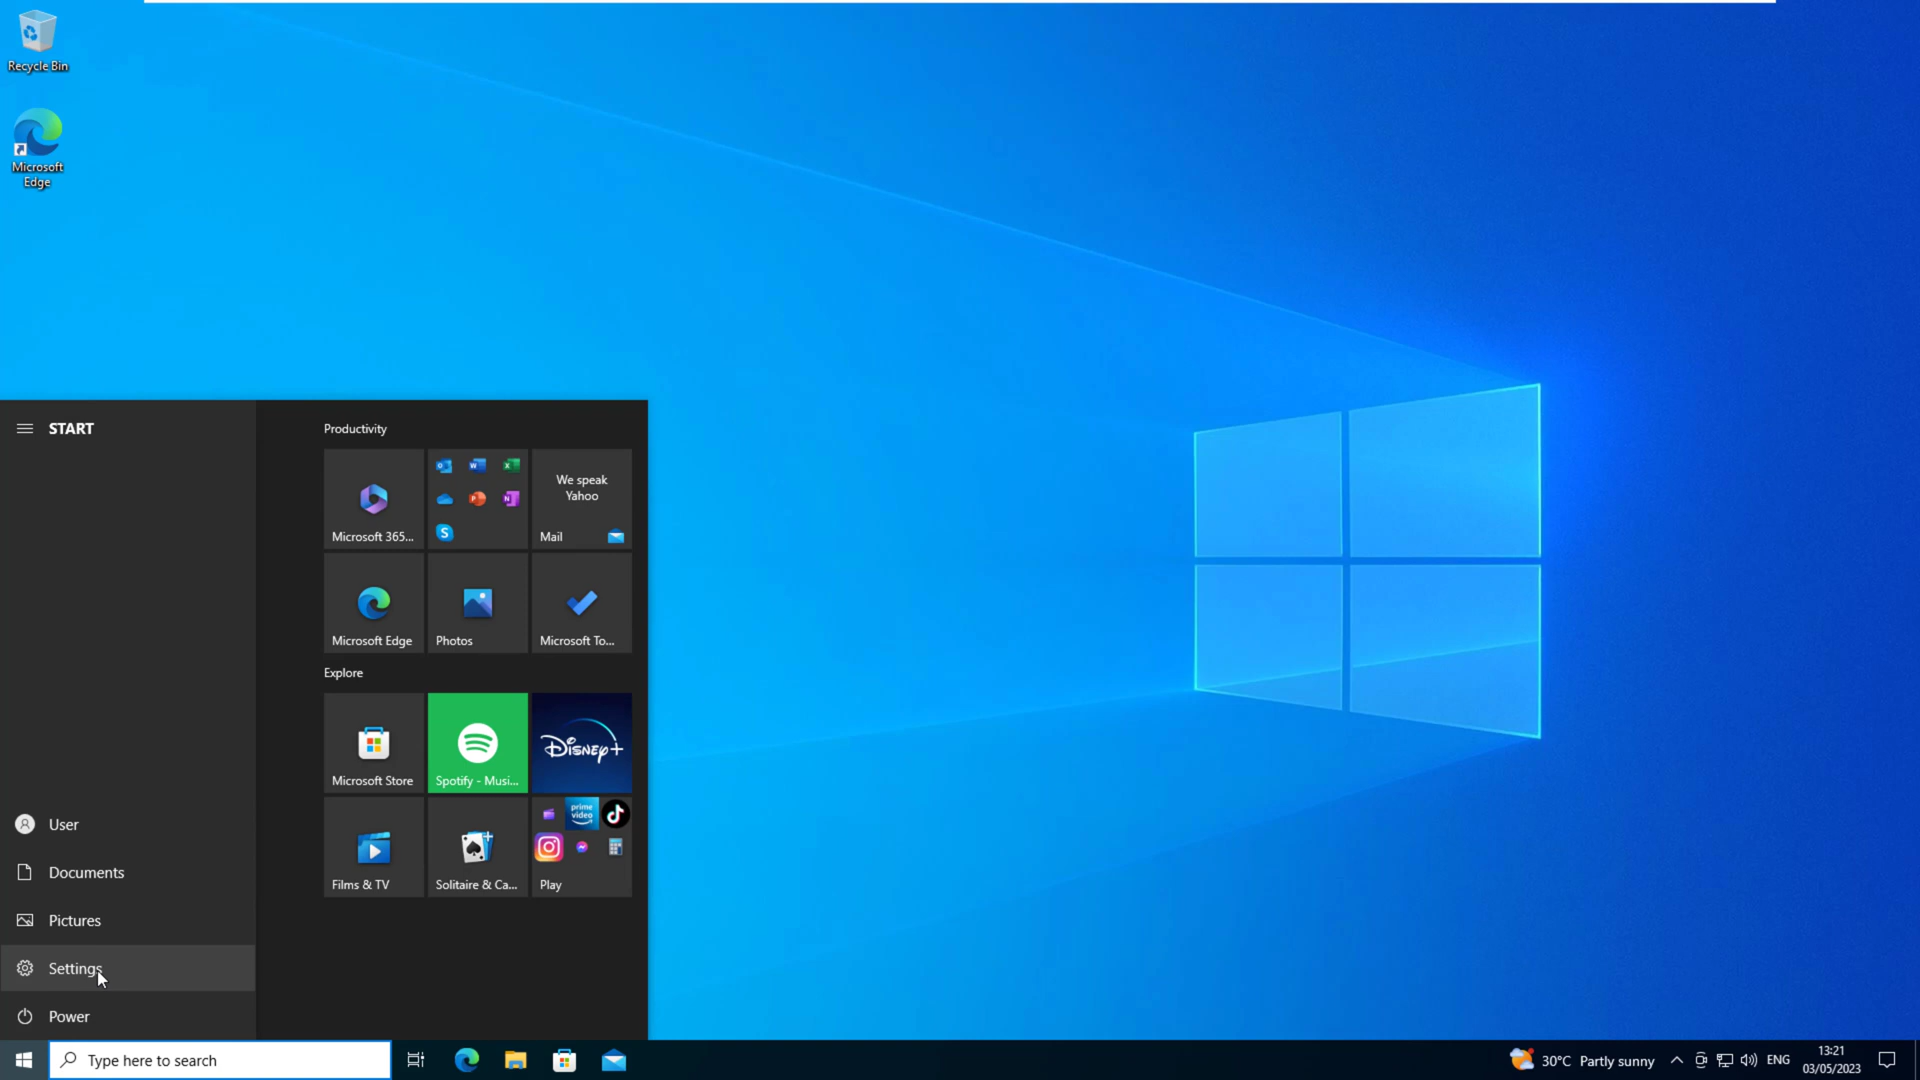 Recycle Bin
Microsoft
Edge
START
Productivity
Microsoft 365...
We speak
Yahoo
Mail
Microsoft Edge
Photos
Microsoft To...
Explore
Microsoft Store
Spotify - Musi...
Disney+
Films & TV
Solitaire & Ca...
prime
video
Play
User
Documents
Pictures
Settings
Power
Type here to search
30°C Partly sunny
ENG
13:21
03/05/2023